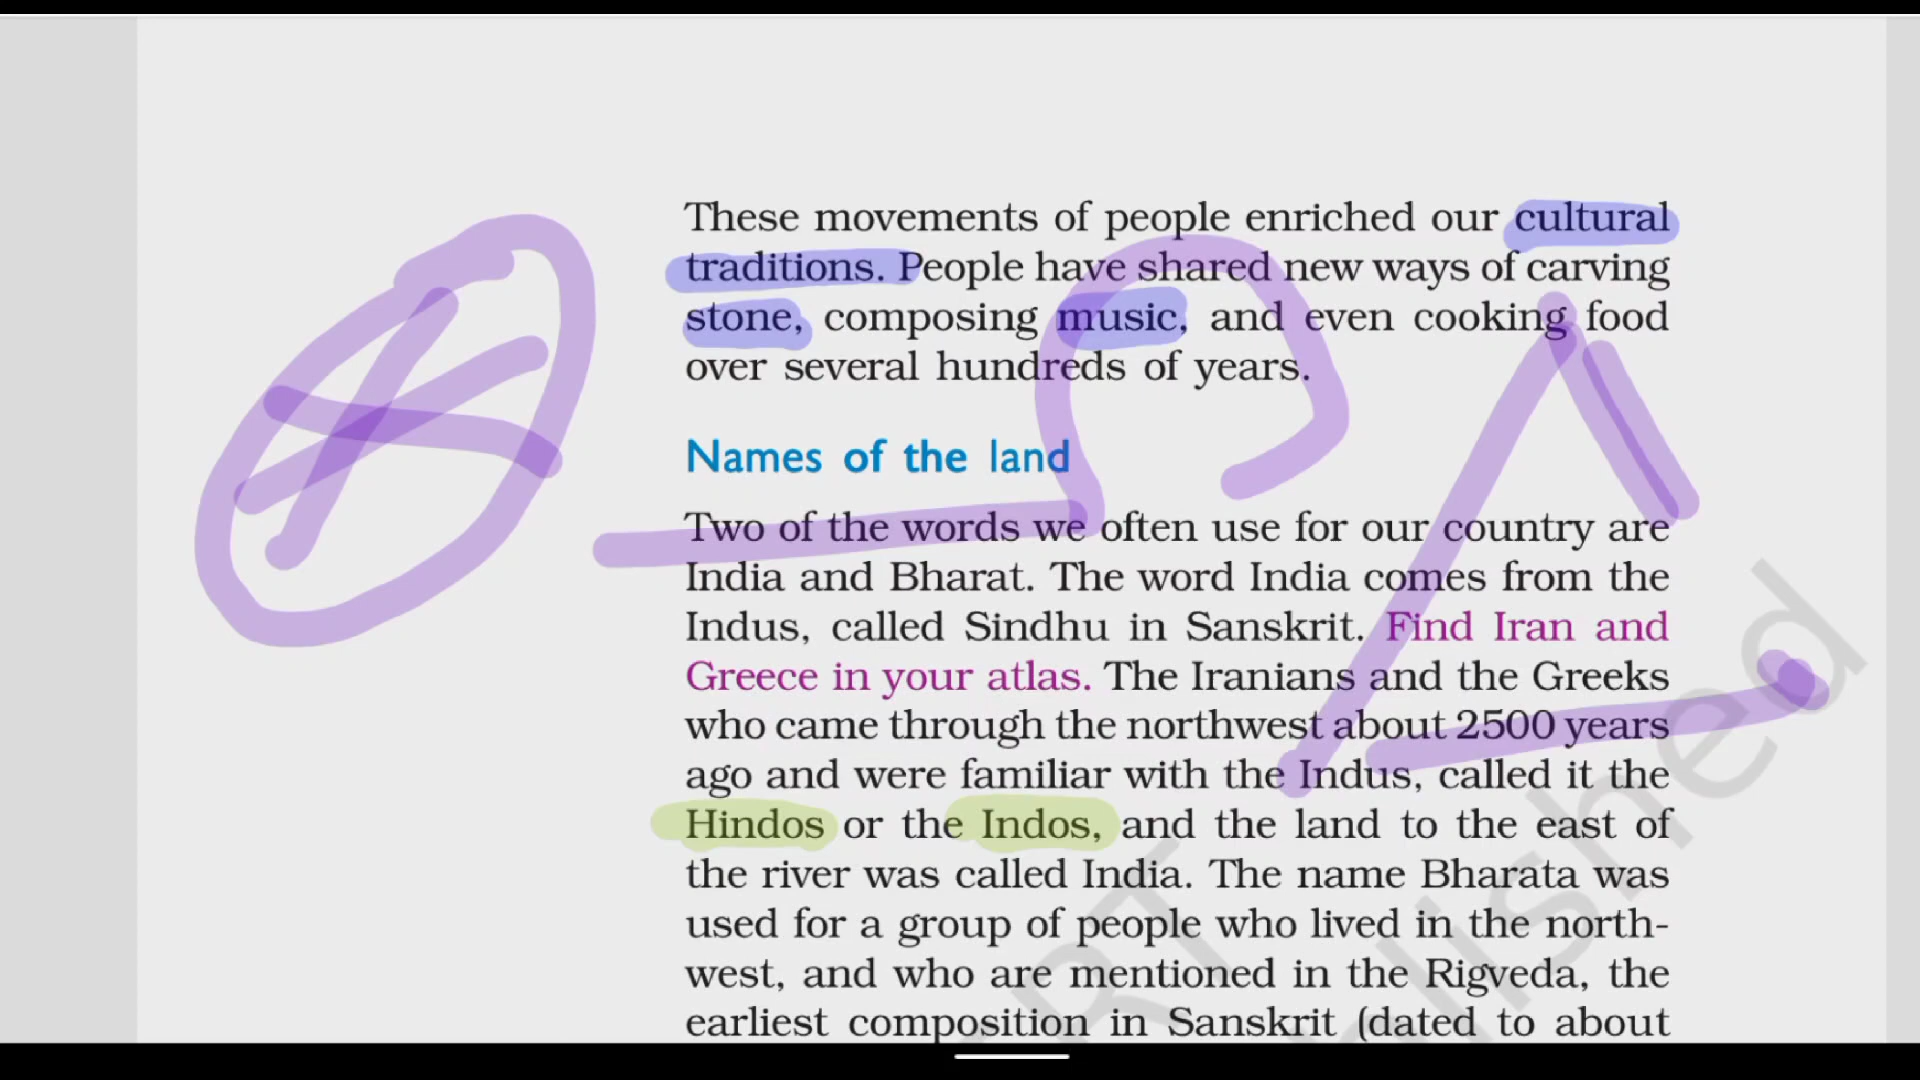 These movements of people enriched our cultural
traditions. People have shared new ways of carving
stone, composing music, and even cooking food
over several hundreds of years.
Names of the land
Two of the words we often use for our country are
India and Bharat. The word India comes from the
Indus, called Sindhu in Sanskrit. Find Iran and
Greece in your atlas. The Iranians and the Greeks
who came through the northwest about 2500 years
ago and were familiar with the Indus, called it the
Hindos or the Indos, and the land to the east of
the river was called India. The name Bharata was
used for a group of people who lived in the north-
west, and who are mentioned in the Rigveda, the
earliest composition in Sanskrit (dated to about